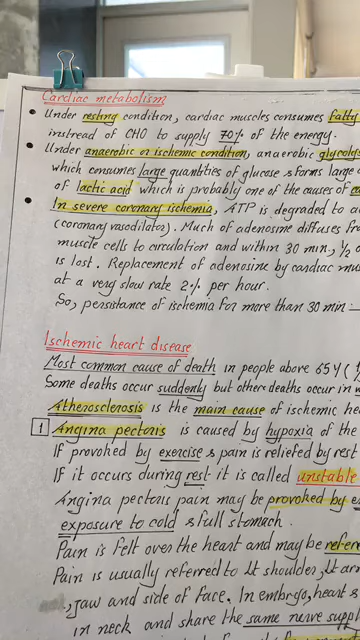 Cardiac metabolism
Under resting condition, cardiac muscles consumes fatty
instread of CHO to supply 70% of the energy.
Under anaerobic or ischemic condition, anaerobic
which consumes large quantities of glucose & forms large
of lactic acid which is probably one of the causes of
In severe coronary ischemia, ATP is degraded to
(coronary vasodilator). Much of adenosine diffuses
muscle cells to circulation and within 30 min, ½
is lost. Replacement of adenosine by cardiac
at a very slow rate 2% per hour.
So, persistance of ischemia for more than 30 min
Ischemic heart disease
Most common cause of death in people above 65 Y (
Some deaths occur suddenly but other deaths occur in
Atherosclerosis is the main cause of ischemic
1 Angina pectoris is caused by hypoxia of the
If provoked by exercise & pain is reliefed by rest
If it occurs during rest it is called unstable
Angina pectoris pain may be provoked by
exposure to cold & full stomach.
Pain is felt over the heart and may be
Pain is usually referred to Lt shoulder, Lt
, jaw and side of face. In embryo, heart &
in neck and share the same nerve